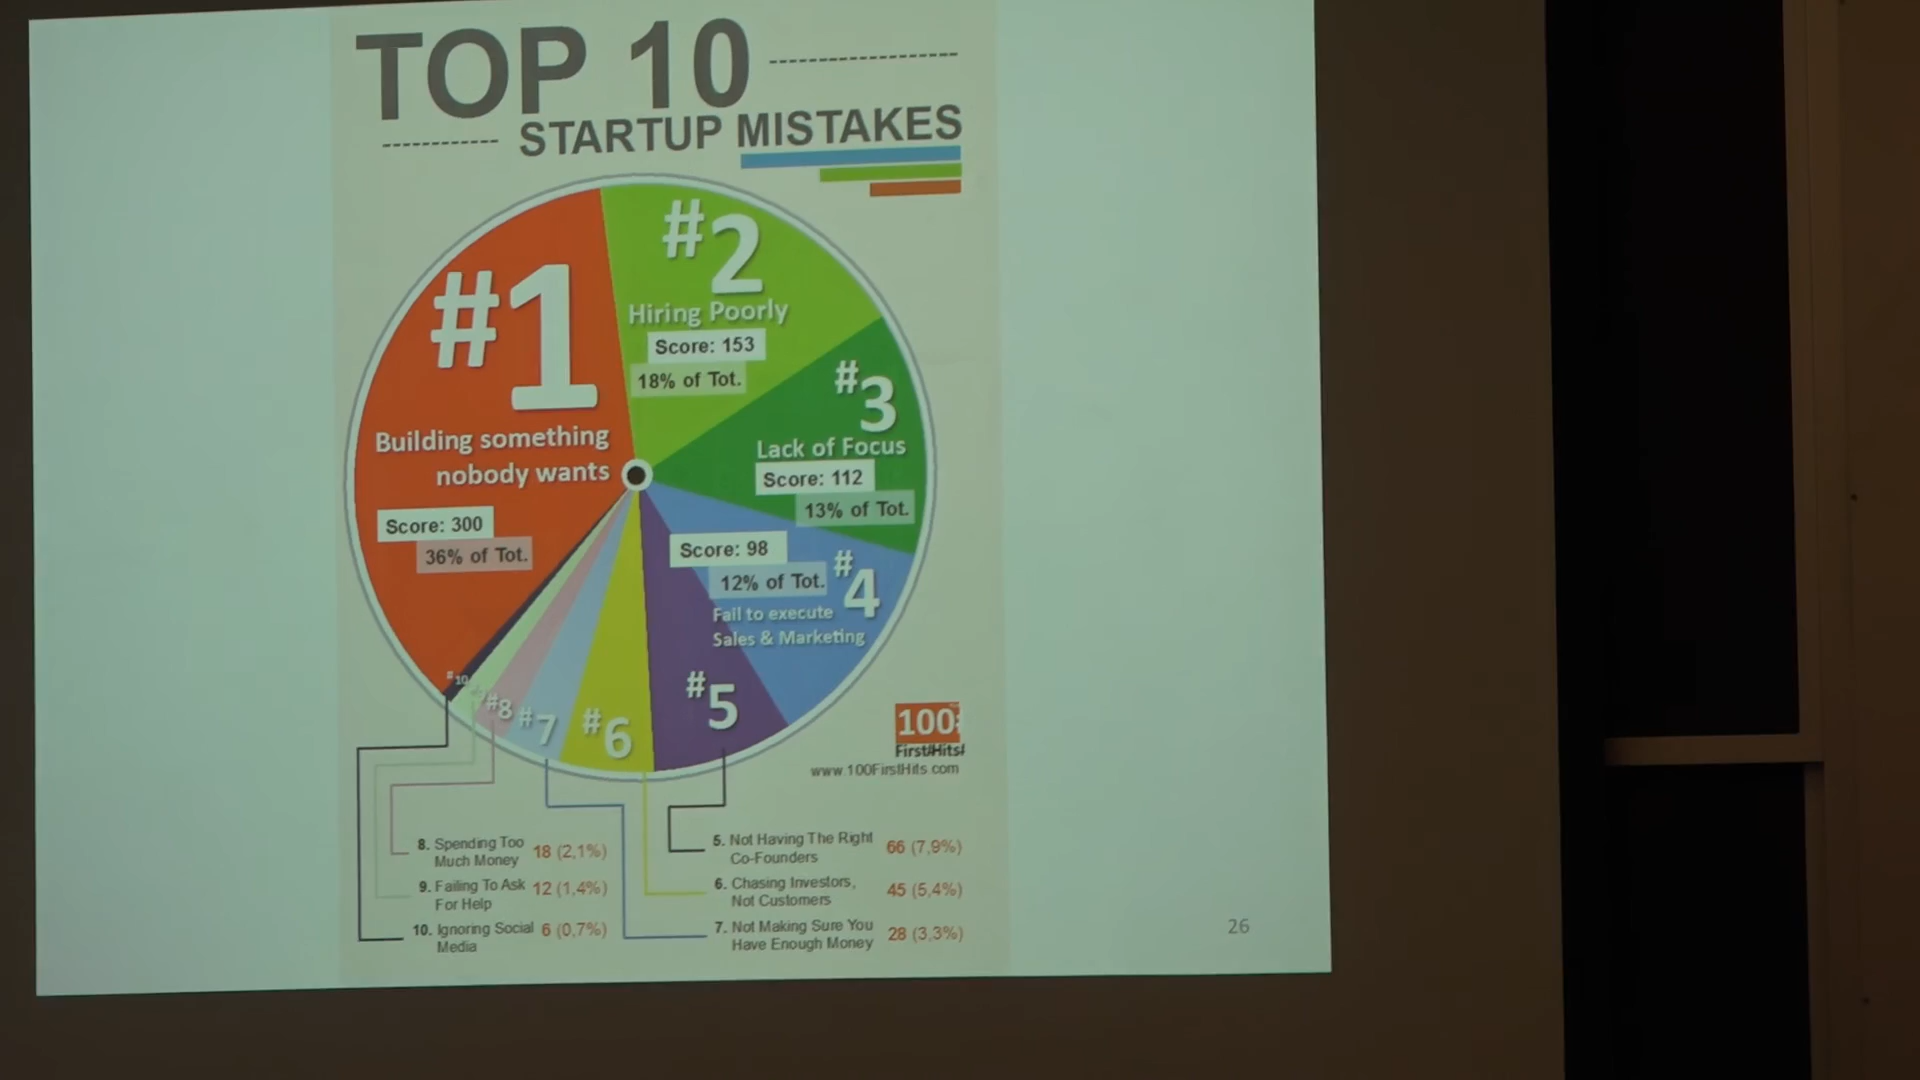 TOP 10
STARTUP MISTAKES
#1
Building something
nobody wants
Score: 300
36% of Tot.
#2
Hiring Poorly
Score: 153
18% of Tot.
#3
Lack of Focus
Score: 112
13% of Tot.
Score: 98
12% of Tot.
#4
Fail to execute
Sales & Marketing
#5
#6
#7
#8
#10
100
FirstHits
www.100FirstHits.com
8. Spending Too
Much Money
18 (2,1%)
9. Failing To Ask
For Help
12 (1,4%)
10. Ignoring Social
Media
6 (0,7%)
5. Not Having The Right
Co-Founders
66 (7,9%)
6. Chasing Investors,
Not Customers
45 (5,4%)
7. Not Making Sure You
Have Enough Money
28 (3,3%)
26